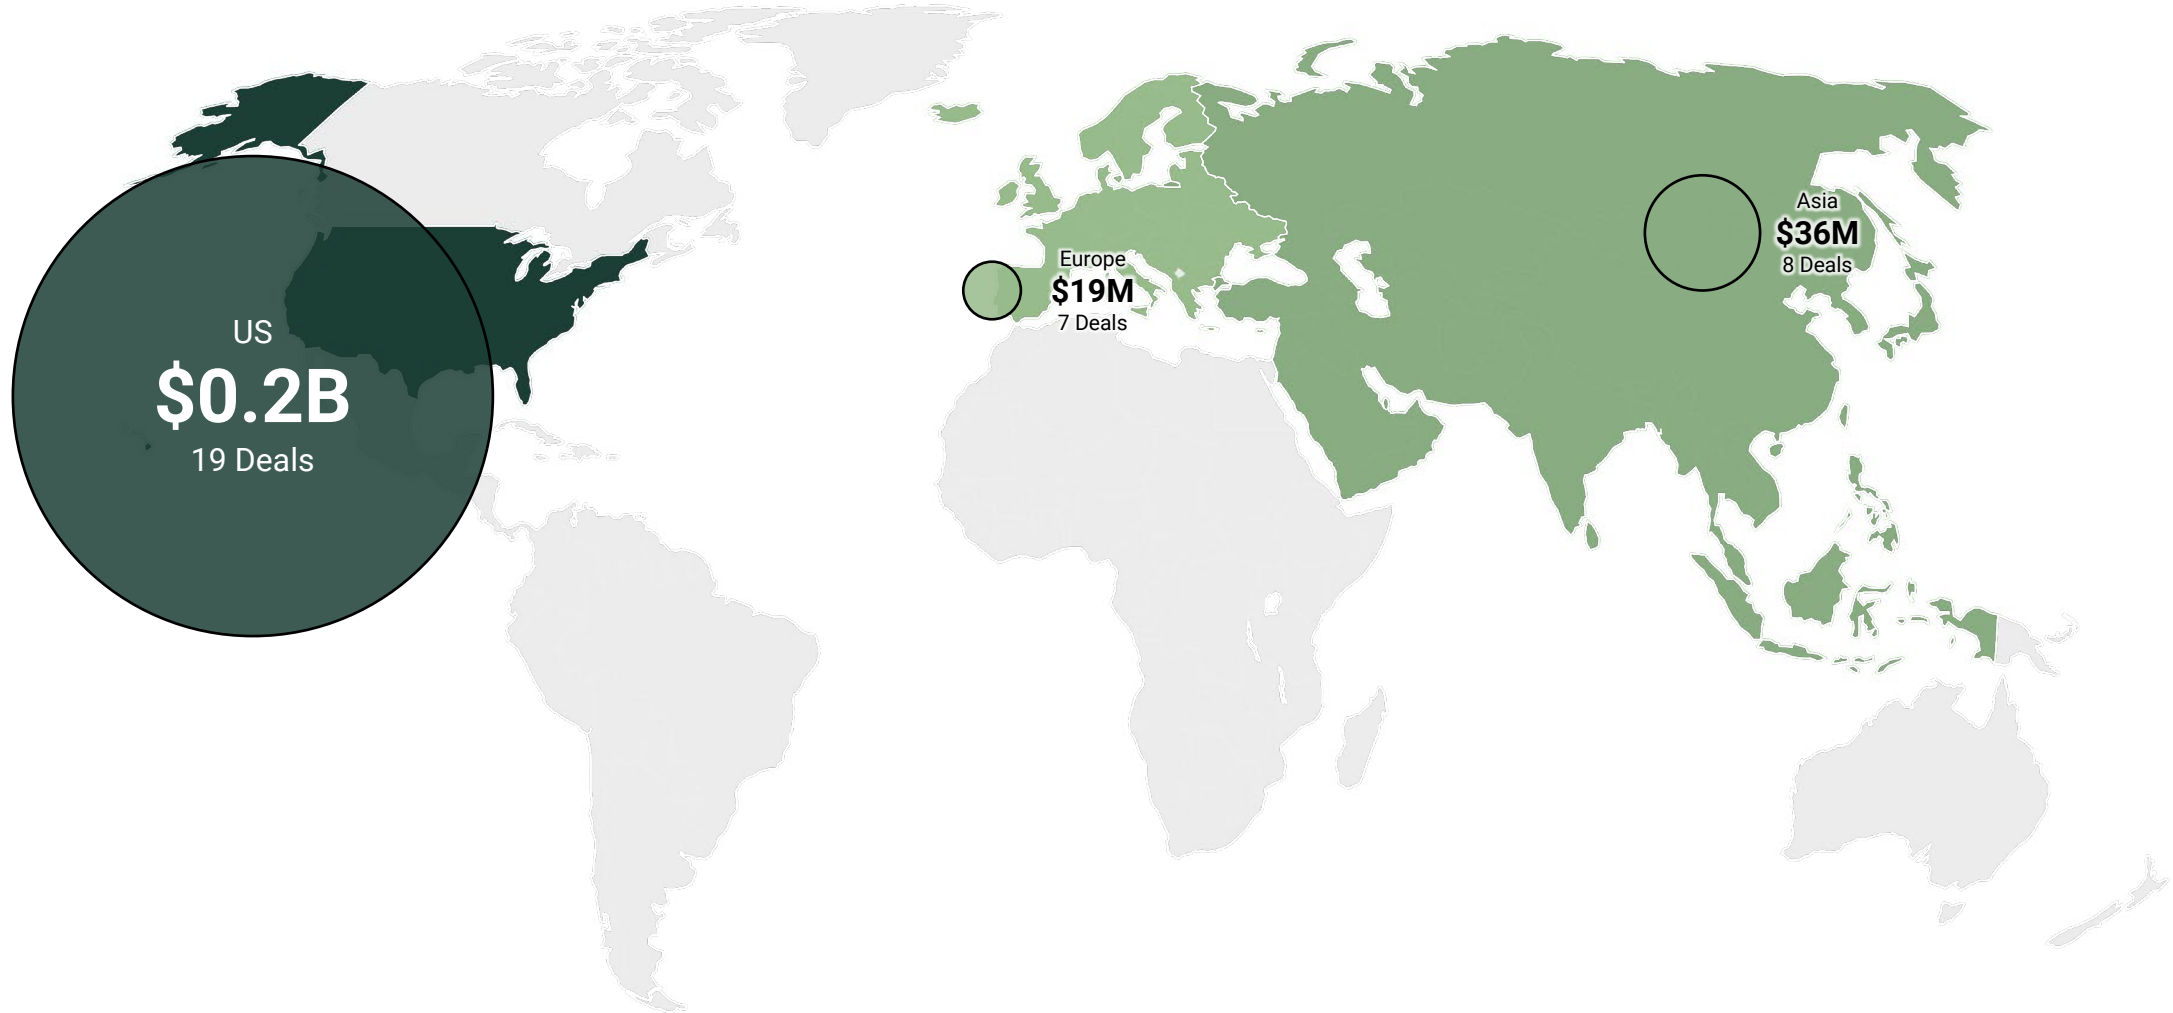 US
$0.2B
19 Deals
Europe
$19M
7 Deals
Asia
$36M
8 Deals